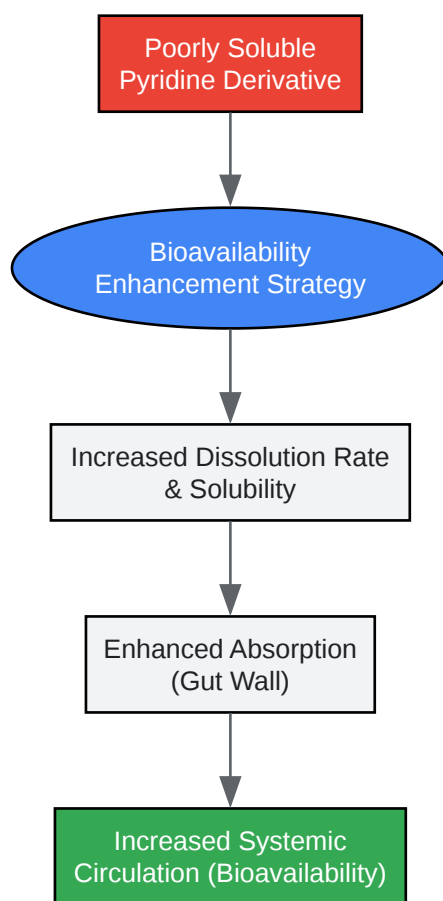 Poorly Soluble
Pyridine Derivative
Bioavailability
Enhancement Strategy
Increased Dissolution Rate
& Solubility
Enhanced Absorption
(Gut Wall)
Increased Systemic
Circulation (Bioavailability)